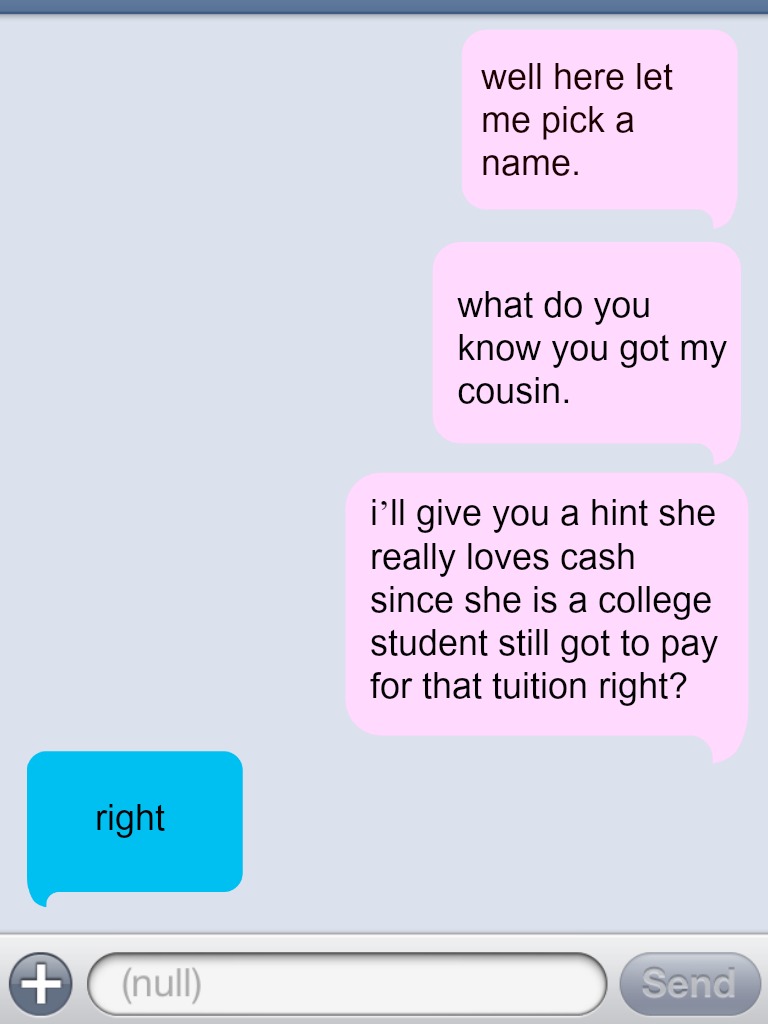 well here let
me pick a
name.
what do you
know you got my
cousin.
i’ll give you a hint she
really loves cash
since she is a college
student still got to pay
for that tuition right?
right
(null)
Send